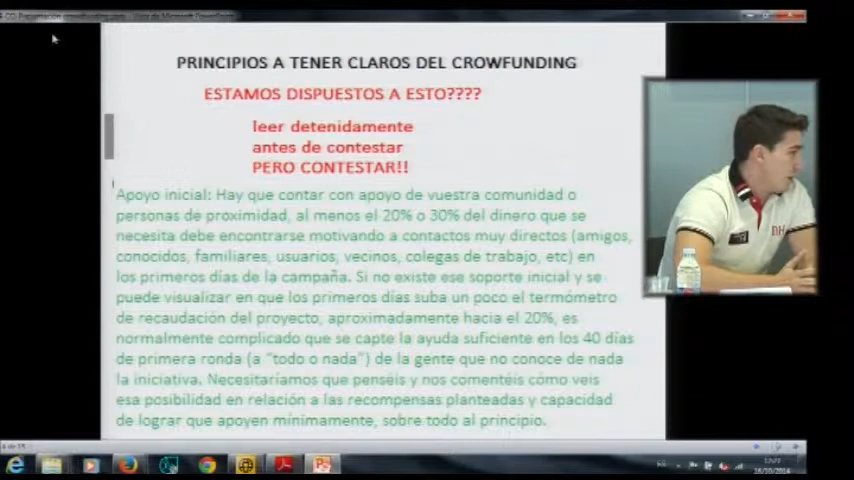 PRINCIPIOS A TENER CLAROS DEL CROWFUNDING
ESTAMOS DISPUESTOS A ESTO????
leer detenidamente
antes de contestar
PERO CONTESTAR!!
Apoyo inicial: Hay que contar con apoyo de vuestra comunidad o
personas de proximidad, al menos el 20% o 30% del dinero que se
necesita debe encontrarse motivando a contactos muy directos (amigos,
conocidos, familiares, usuarios, vecinos, colegas de trabajo, etc) en
los primeros días de la campaña. Si no existe ese soporte inicial y se
puede visualizar en que los primeros días suba un poco el termómetro
de recaudación del proyecto, aproximadamente hacia el 20%, es
normalmente complicado que se capte la ayuda suficiente en los 40 días
de primera ronda (a “todo o nada”) de la gente que no conoce de nada
la iniciativa. Necesitaríamos que penséis y nos comentéis cómo veis
esa posibilidad en relación a las recompensas planteadas y capacidad
de lograr que apoyen mínimamente, sobre todo al principio.